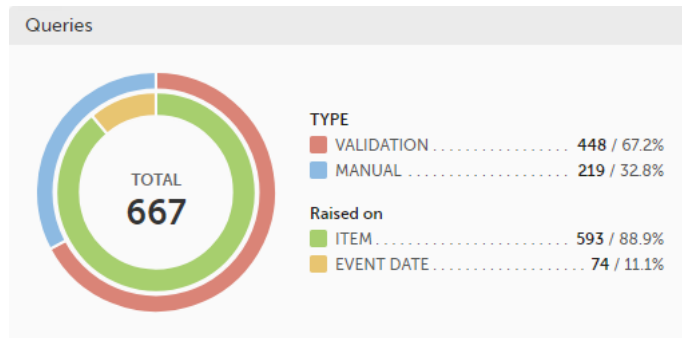 Queries
TOTAL
667
TYPE
VALIDATION . . . . . . . . . . . . . . . . . 448 / 67.2%
MANUAL . . . . . . . . . . . . . . . . . . . . 219 / 32.8%
Raised on
ITEM. . . . . . . . . . . . . . . . . . . . . . . . 593 / 88.9%
EVENT DATE. . . . . . . . . . . . . . . . . . . 74 / 11.1%